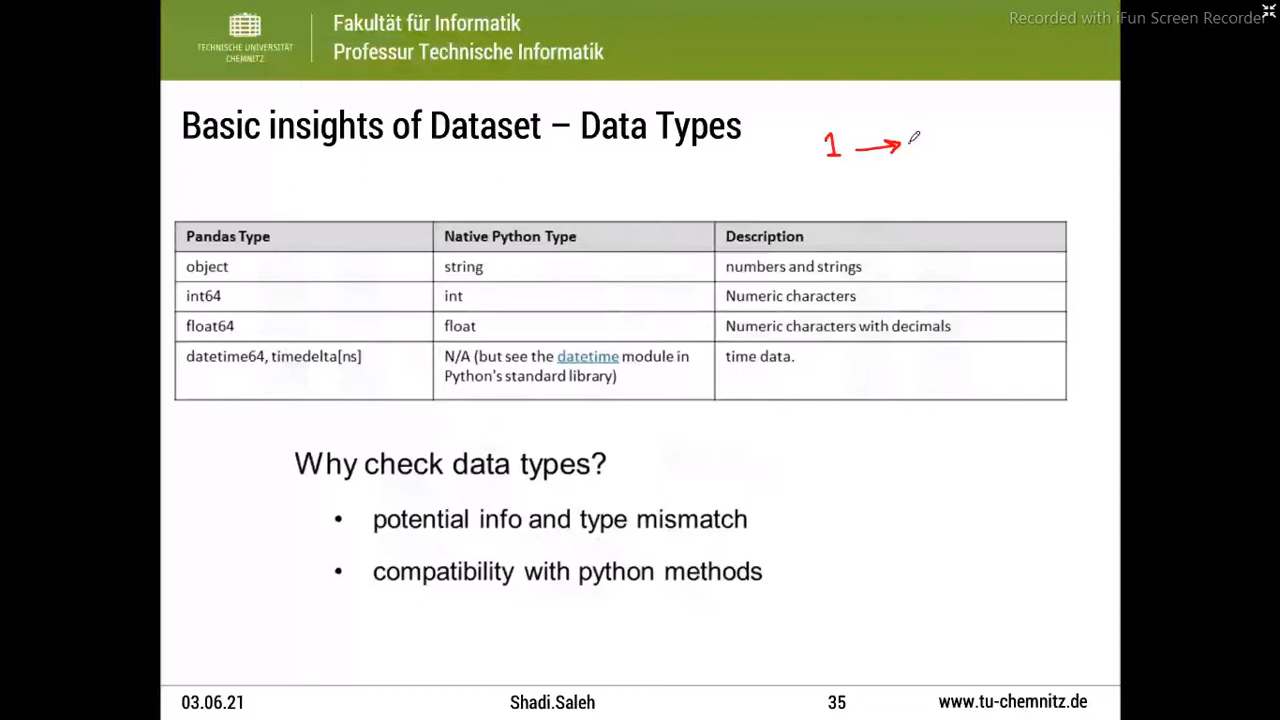 Recorded with iFun Screen Recorder
TECHNISCHE UNIVERSITÄT
CHEMNITZ
Fakultät für Informatik
Professur Technische Informatik
Basic insights of Dataset – Data Types
1 →
Pandas Type Native Python Type Description
object string numbers and strings
int64 int Numeric characters
float64 float Numeric characters with decimals
datetime64, timedelta[ns] N/A (but see the datetime module in time data.
Python's standard library)
Why check data types?
• potential info and type mismatch
• compatibility with python methods
03.06.21 Shadi.Saleh 35 www.tu-chemnitz.de